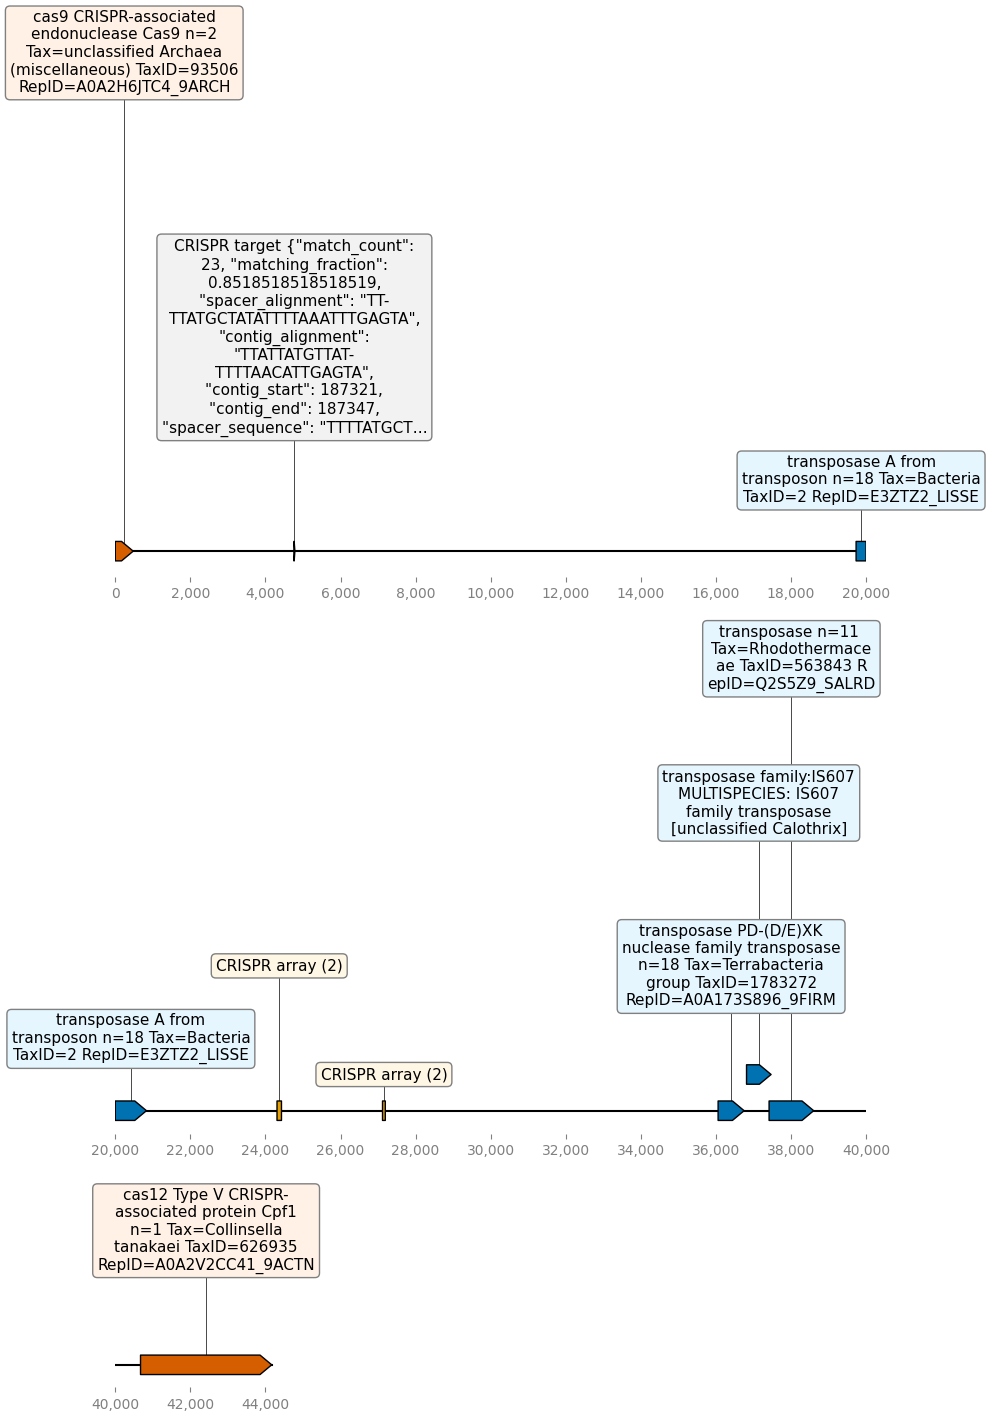 cas9 CRISPR-associated
endonuclease Cas9 n=2
Tax=unclassified Archaea
(miscellaneous) TaxID=93506
RepID=A0A2H6JTC4_9ARCH
CRISPR target {"match_count":
23, "matching_fraction":
0.8518518518518519,
"spacer_alignment": "TT-
TTATGCTATATTTTAAATTTGAGTA",
"contig_alignment":
"TTATTATGTTAT-
TTTTAACATTGAGTA",
"contig_start": 187321,
"contig_end": 187347,
"spacer_sequence": "TTTTATGCT...
transposase A from
transposon n=18 Tax=Bacteria
TaxID=2 RepID=E3ZTZ2_LISSE
0 2,000 4,000 6,000 8,000 10,000 12,000 14,000 16,000 18,000 20,000
transposase n=11
Tax=Rhodothermace
ae TaxID=563843 R
epID=Q2S5Z9_SALRD
transposase family:IS607
MULTISPECIES: IS607
family transposase
[unclassified Calothrix]
transposase PD-(D/E)XK
nuclease family transposase
n=18 Tax=Terrabacteria
group TaxID=1783272
RepID=A0A173S896_9FIRM
CRISPR array (2)
transposase A from
transposon n=18 Tax=Bacteria
TaxID=2 RepID=E3ZTZ2_LISSE
CRISPR array (2)
20,000 22,000 24,000 26,000 28,000 30,000 32,000 34,000 36,000 38,000 40,000
cas12 Type V CRISPR-
associated protein Cpf1
n=1 Tax=Collinsella
tanakaei TaxID=626935
RepID=A0A2V2CC41_9ACTN
40,000 42,000 44,000